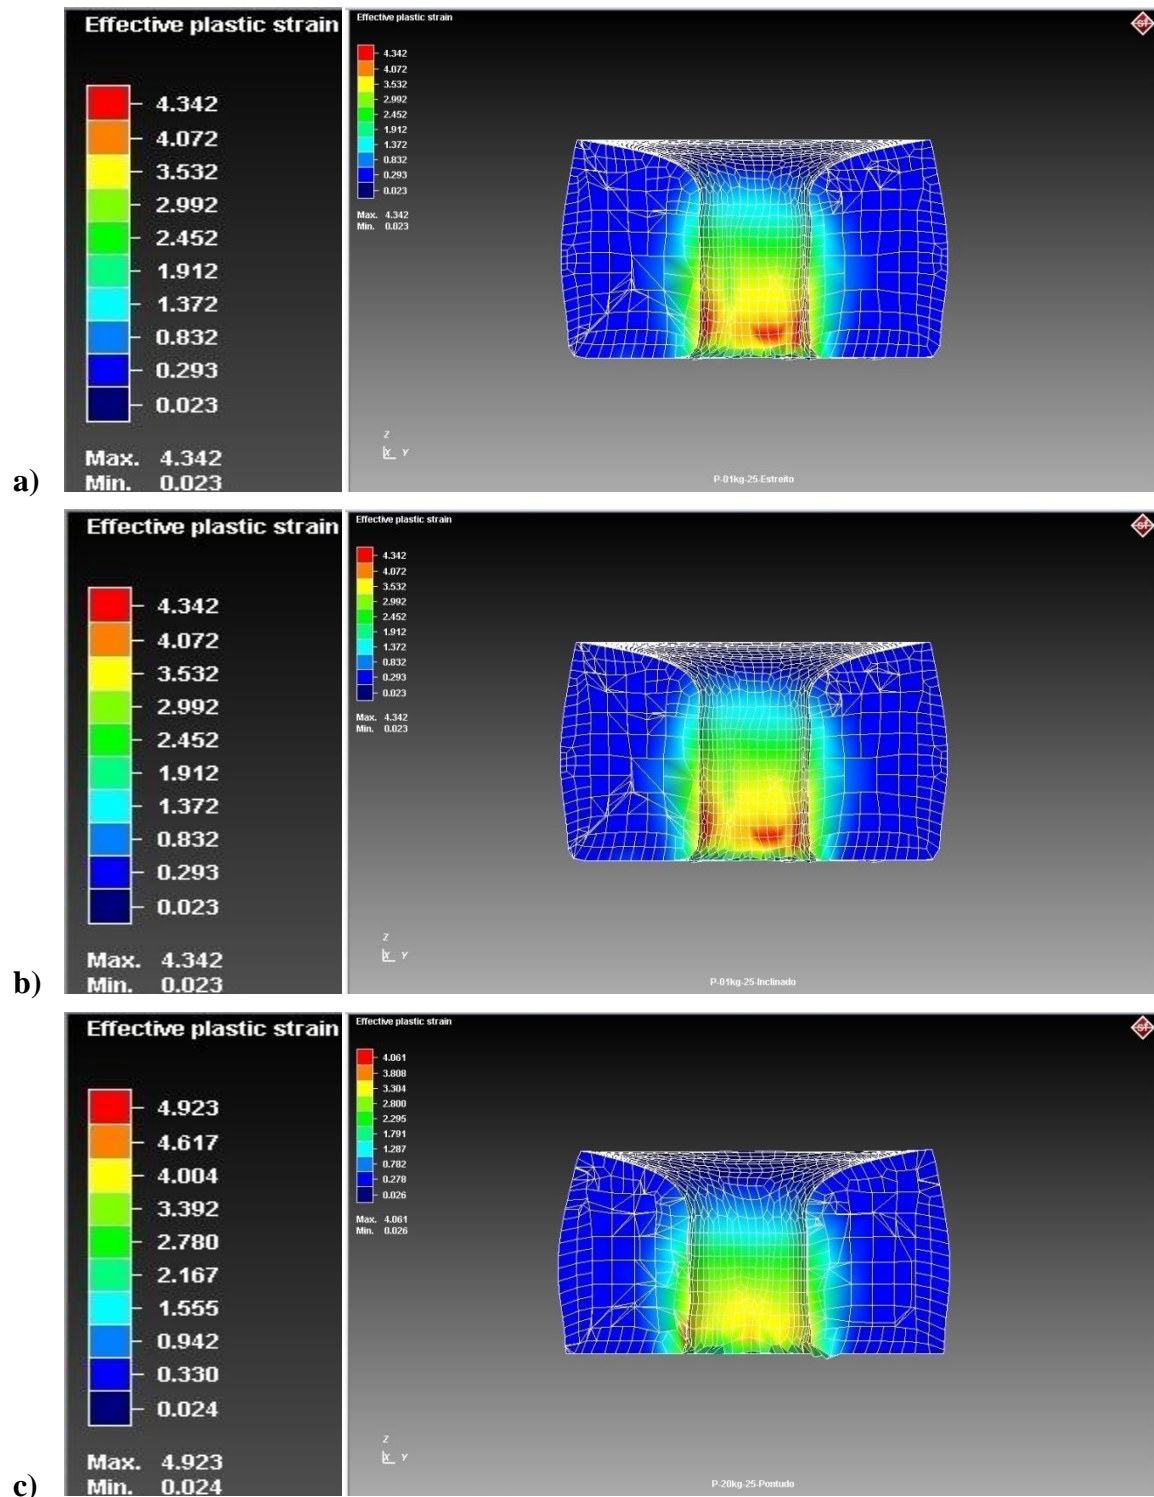 Effective plastic strain
4.342
4.072
3.532
2.992
2.452
1.912
1.372
0.832
0.293
0.023
Max. 4.342
Min. 0.023
a)
Effective plastic strain
4.342
4.072
3.532
2.992
2.452
1.912
1.372
0.832
0.293
0.023
Max. 4.342
Min. 0.023
Z
X Y
P-01kg-25-Estreito
Effective plastic strain
4.342
4.072
3.532
2.992
2.452
1.912
1.372
0.832
0.293
0.023
Max. 4.342
Min. 0.023
b)
Effective plastic strain
4.342
4.072
3.532
2.992
2.452
1.912
1.372
0.832
0.293
0.023
Max. 4.342
Min. 0.023
Z
X Y
P-01kg-25-Inclinado
Effective plastic strain
4.923
4.617
4.004
3.392
2.780
2.167
1.555
0.942
0.330
0.024
Max. 4.923
Min. 0.024
c)
Effective plastic strain
4.061
3.808
3.304
2.800
2.295
1.791
1.287
0.782
0.278
0.026
Max. 4.061
Min. 0.026
Z
X Y
P-20kg-25-Pontudo